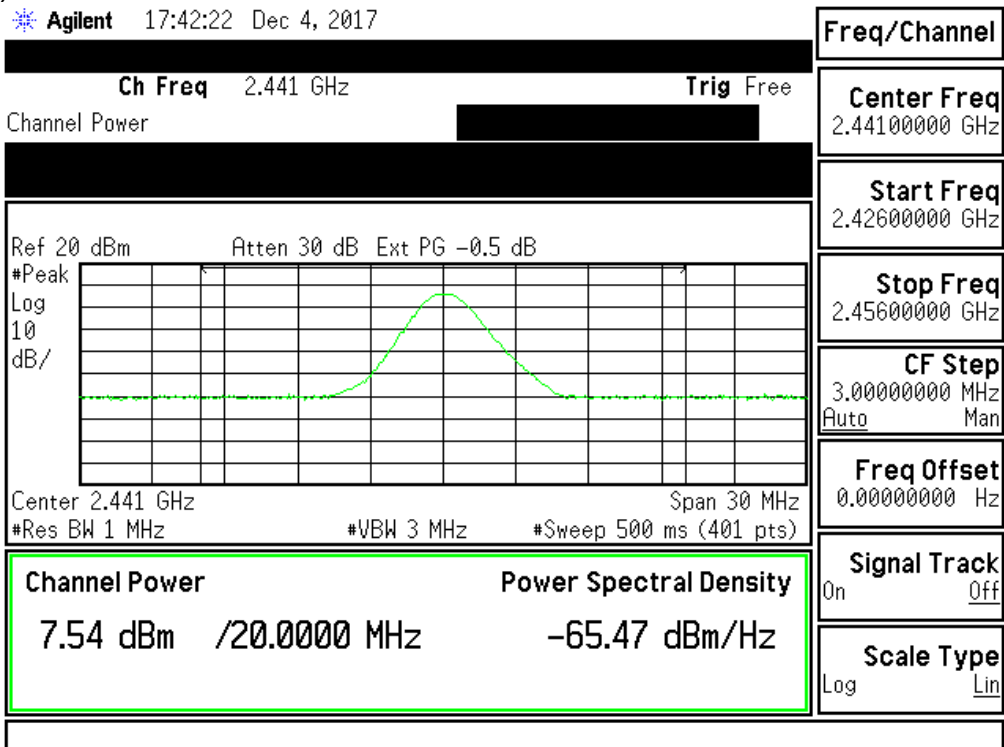 Agilent 17:42:22 Dec 4, 2017
Freq/Channel
Ch Freq 2.441 GHz Trig Free
Channel Power
Center Freq
2.44100000 GHz
Start Freq
2.42600000 GHz
Ref 20 dBm Atten 30 dB Ext PG -0.5 dB
#Peak
Log
10
dB/
Stop Freq
2.45600000 GHz
CF Step
3.00000000 MHz
Auto Man
Center 2.441 GHz Span 30 MHz
#Res BW 1 MHz #VBW 3 MHz #Sweep 500 ms (401 pts)
Freq Offset
0.00000000 Hz
Channel Power Power Spectral Density
7.54 dBm /20.0000 MHz -65.47 dBm/Hz
Signal Track
On Off
Scale Type
Log Lin